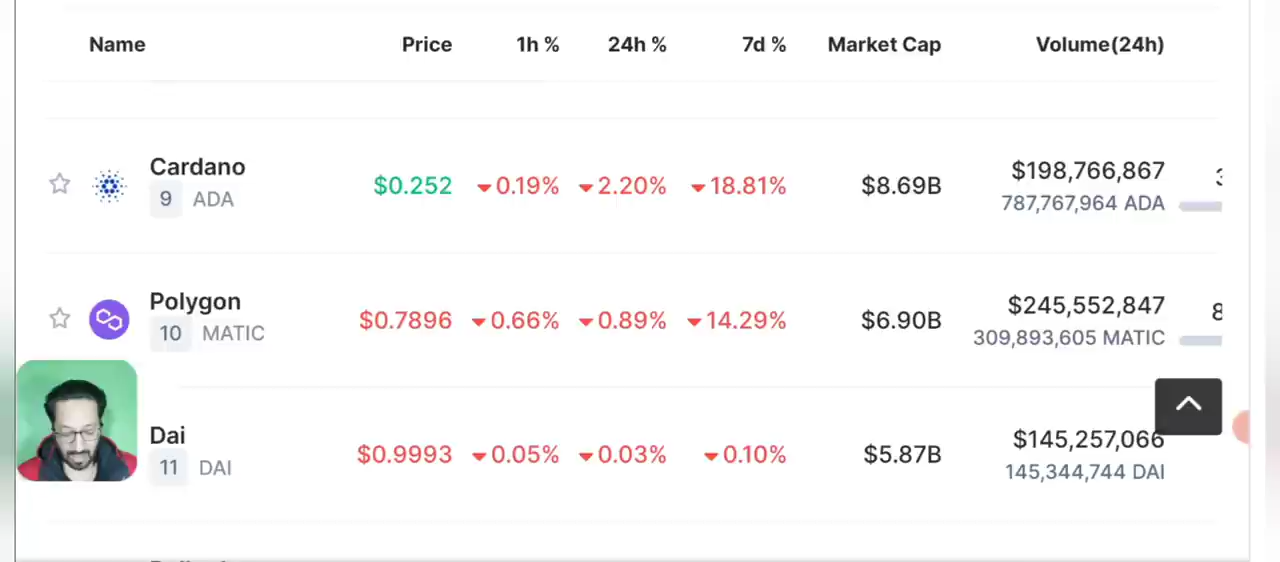 Name Price 1h % 24h % 7d % Market Cap Volume(24h)
Cardano
9 ADA
$0.252 0.19% 2.20% 18.81% $8.69B
$198,766,867
787,767,964 ADA
Polygon
10 MATIC
$0.7896 0.66% 0.89% 14.29% $6.90B
$245,552,847
309,893,605 MATIC
Dai
11 DAI
$0.9993 0.05% 0.03% 0.10% $5.87B
$145,257,066
145,344,744 DAI